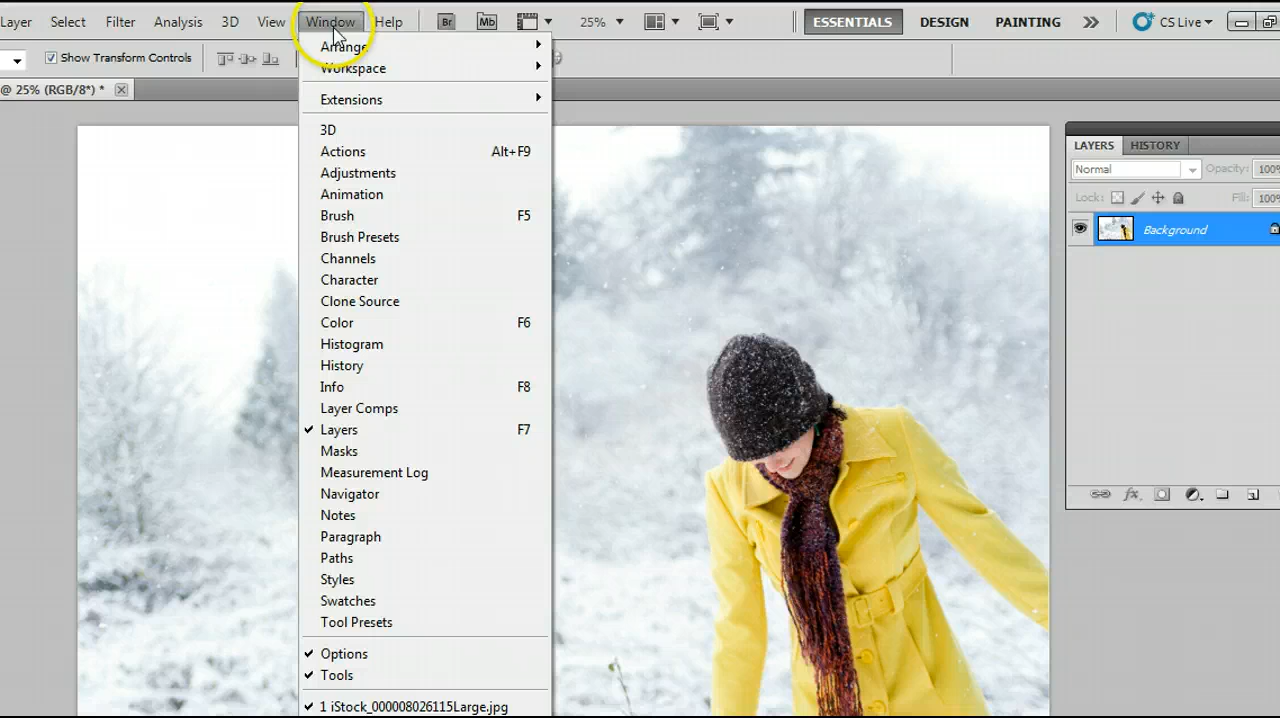 Layer Select Filter Analysis 3D View Window Help Br Mb 25% ESSENTIALS DESIGN PAINTING CS Live
Show Transform Controls
@ 25% (RGB/8*) *
Arrange
Workspace
Extensions
3D
Actions Alt+F9
Adjustments
Animation
Brush F5
Brush Presets
Channels
Character
Clone Source
Color F6
Histogram
History
Info F8
Layer Comps
Layers F7
Masks
Measurement Log
Navigator
Notes
Paragraph
Paths
Styles
Swatches
Tool Presets
Options
Tools
1 iStock_000008026115Large.jpg
LAYERS HISTORY
Normal Opacity: 100%
Lock: Fill: 100%
Background
fx